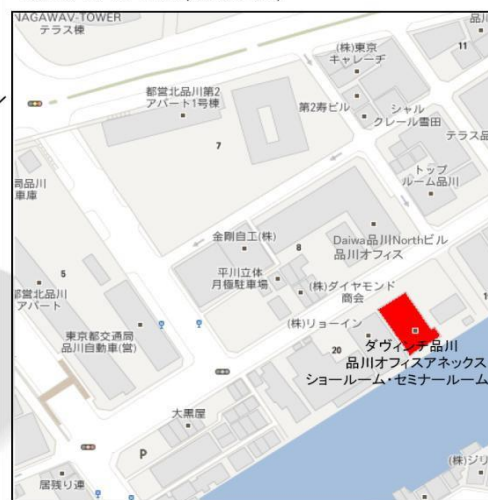 NAGAWAV-TOWER
テラス棟
品川
11
(株)東京
キャレーヂ
都営北品川第2
アパート1号棟
第2寿ビル
シャル
クレール雲田
7
テラス品
トップ
ルーム品川
局品川
車庫
金剛自工(株)
8
Daiwa品川Northビル
品川オフィス
平川立体
月極駐車場
5
(株)ダイヤモンド
商会
都営北品川
アパート
(株)リョーイン
東京都交通局
品川自動車(営)
20
ダヴィンチ品川
品川オフィスアネックス
ショールーム・セミナールーム
大黒屋
P
(株)ジリ
居残り連